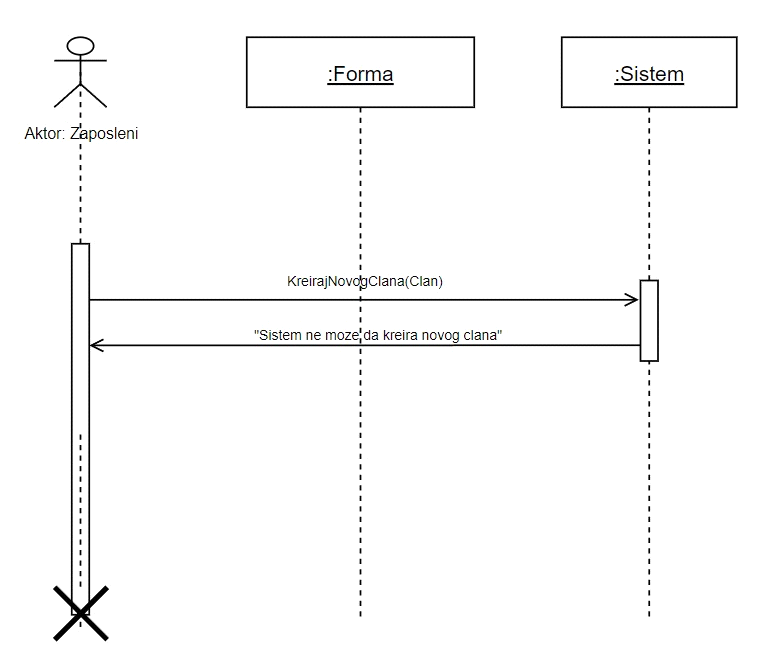 :Forma
:Sistem
Aktor: Zaposleni
KreirajNovogClana(Clan)
"Sistem ne moze da kreira novog clana"